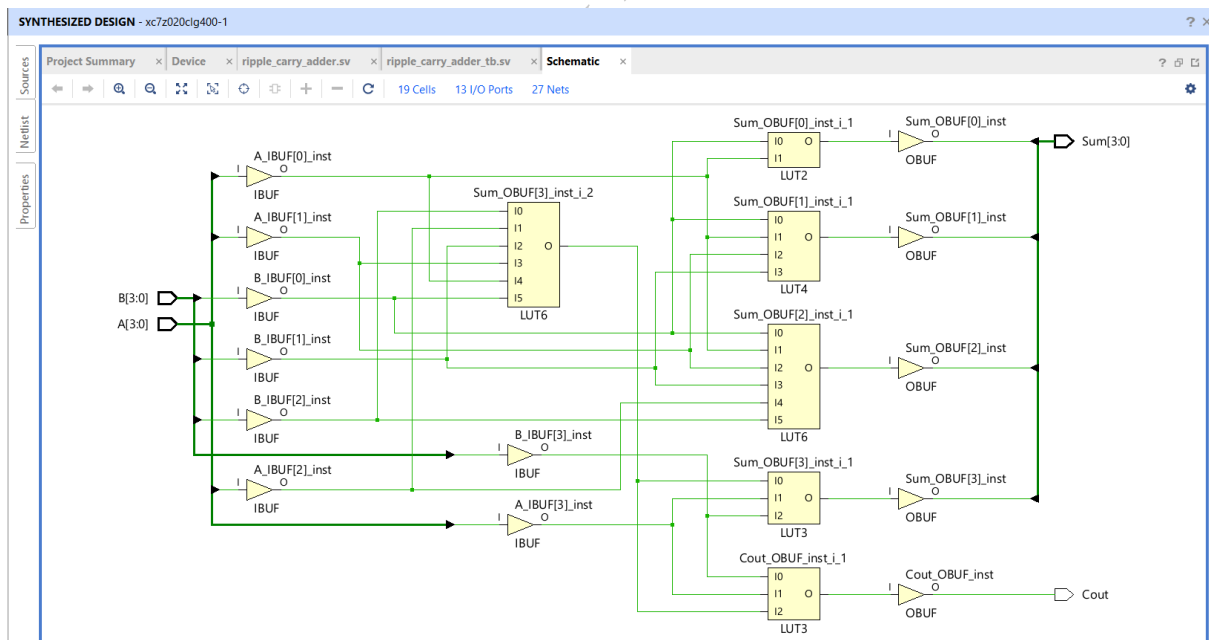 SYNTHESIZED DESIGN - xc7z020clg400-1
?
×
Sources
Netlist
Properties
Project Summary × Device × ripple_carry_adder.sv × ripple_carry_adder_tb.sv × Schematic ×
?
19 Cells 13 I/O Ports 27 Nets
B[3:0]
A[3:0]
A_IBUF[0]_inst
I O
IBUF
A_IBUF[1]_inst
I O
IBUF
B_IBUF[0]_inst
I O
IBUF
B_IBUF[1]_inst
I O
IBUF
B_IBUF[2]_inst
I O
IBUF
A_IBUF[2]_inst
I O
IBUF
Sum_OBUF[3]_inst_i_2
I0
I1
I2 O
I3
I4
I5
LUT6
B_IBUF[3]_inst
I O
IBUF
A_IBUF[3]_inst
I O
IBUF
Sum_OBUF[0]_inst_i_1
I0 O
I1
LUT2
Sum_OBUF[1]_inst_i_1
I0
I1 O
I2
I3
LUT4
Sum_OBUF[2]_inst_i_1
I0
I1
I2 O
I3
I4
I5
LUT6
Sum_OBUF[3]_inst_i_1
I0
I1 O
I2
LUT3
Cout_OBUF_inst_i_1
I0
I1 O
I2
LUT3
Sum_OBUF[0]_inst
I O
OBUF
Sum_OBUF[1]_inst
I O
OBUF
Sum_OBUF[2]_inst
I O
OBUF
Sum_OBUF[3]_inst
I O
OBUF
Cout_OBUF_inst
I O
OBUF
Sum[3:0]
Cout